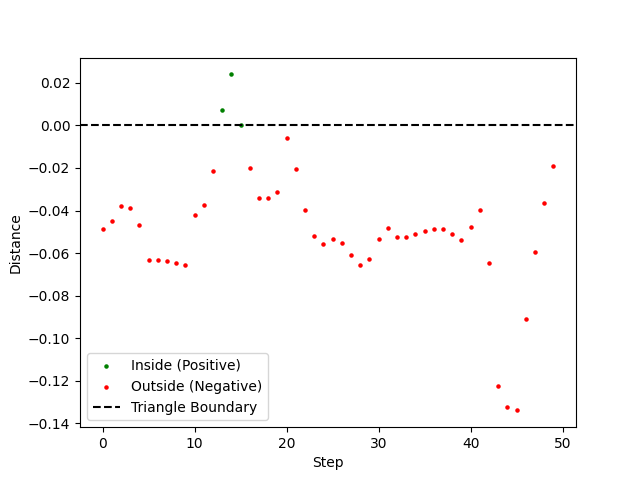 0.02
0.00
−0.02
−0.04
−0.06
−0.08
−0.10
−0.12
−0.14
Distance
Inside (Positive)
Outside (Negative)
Triangle Boundary
0 10 20 30 40 50
Step